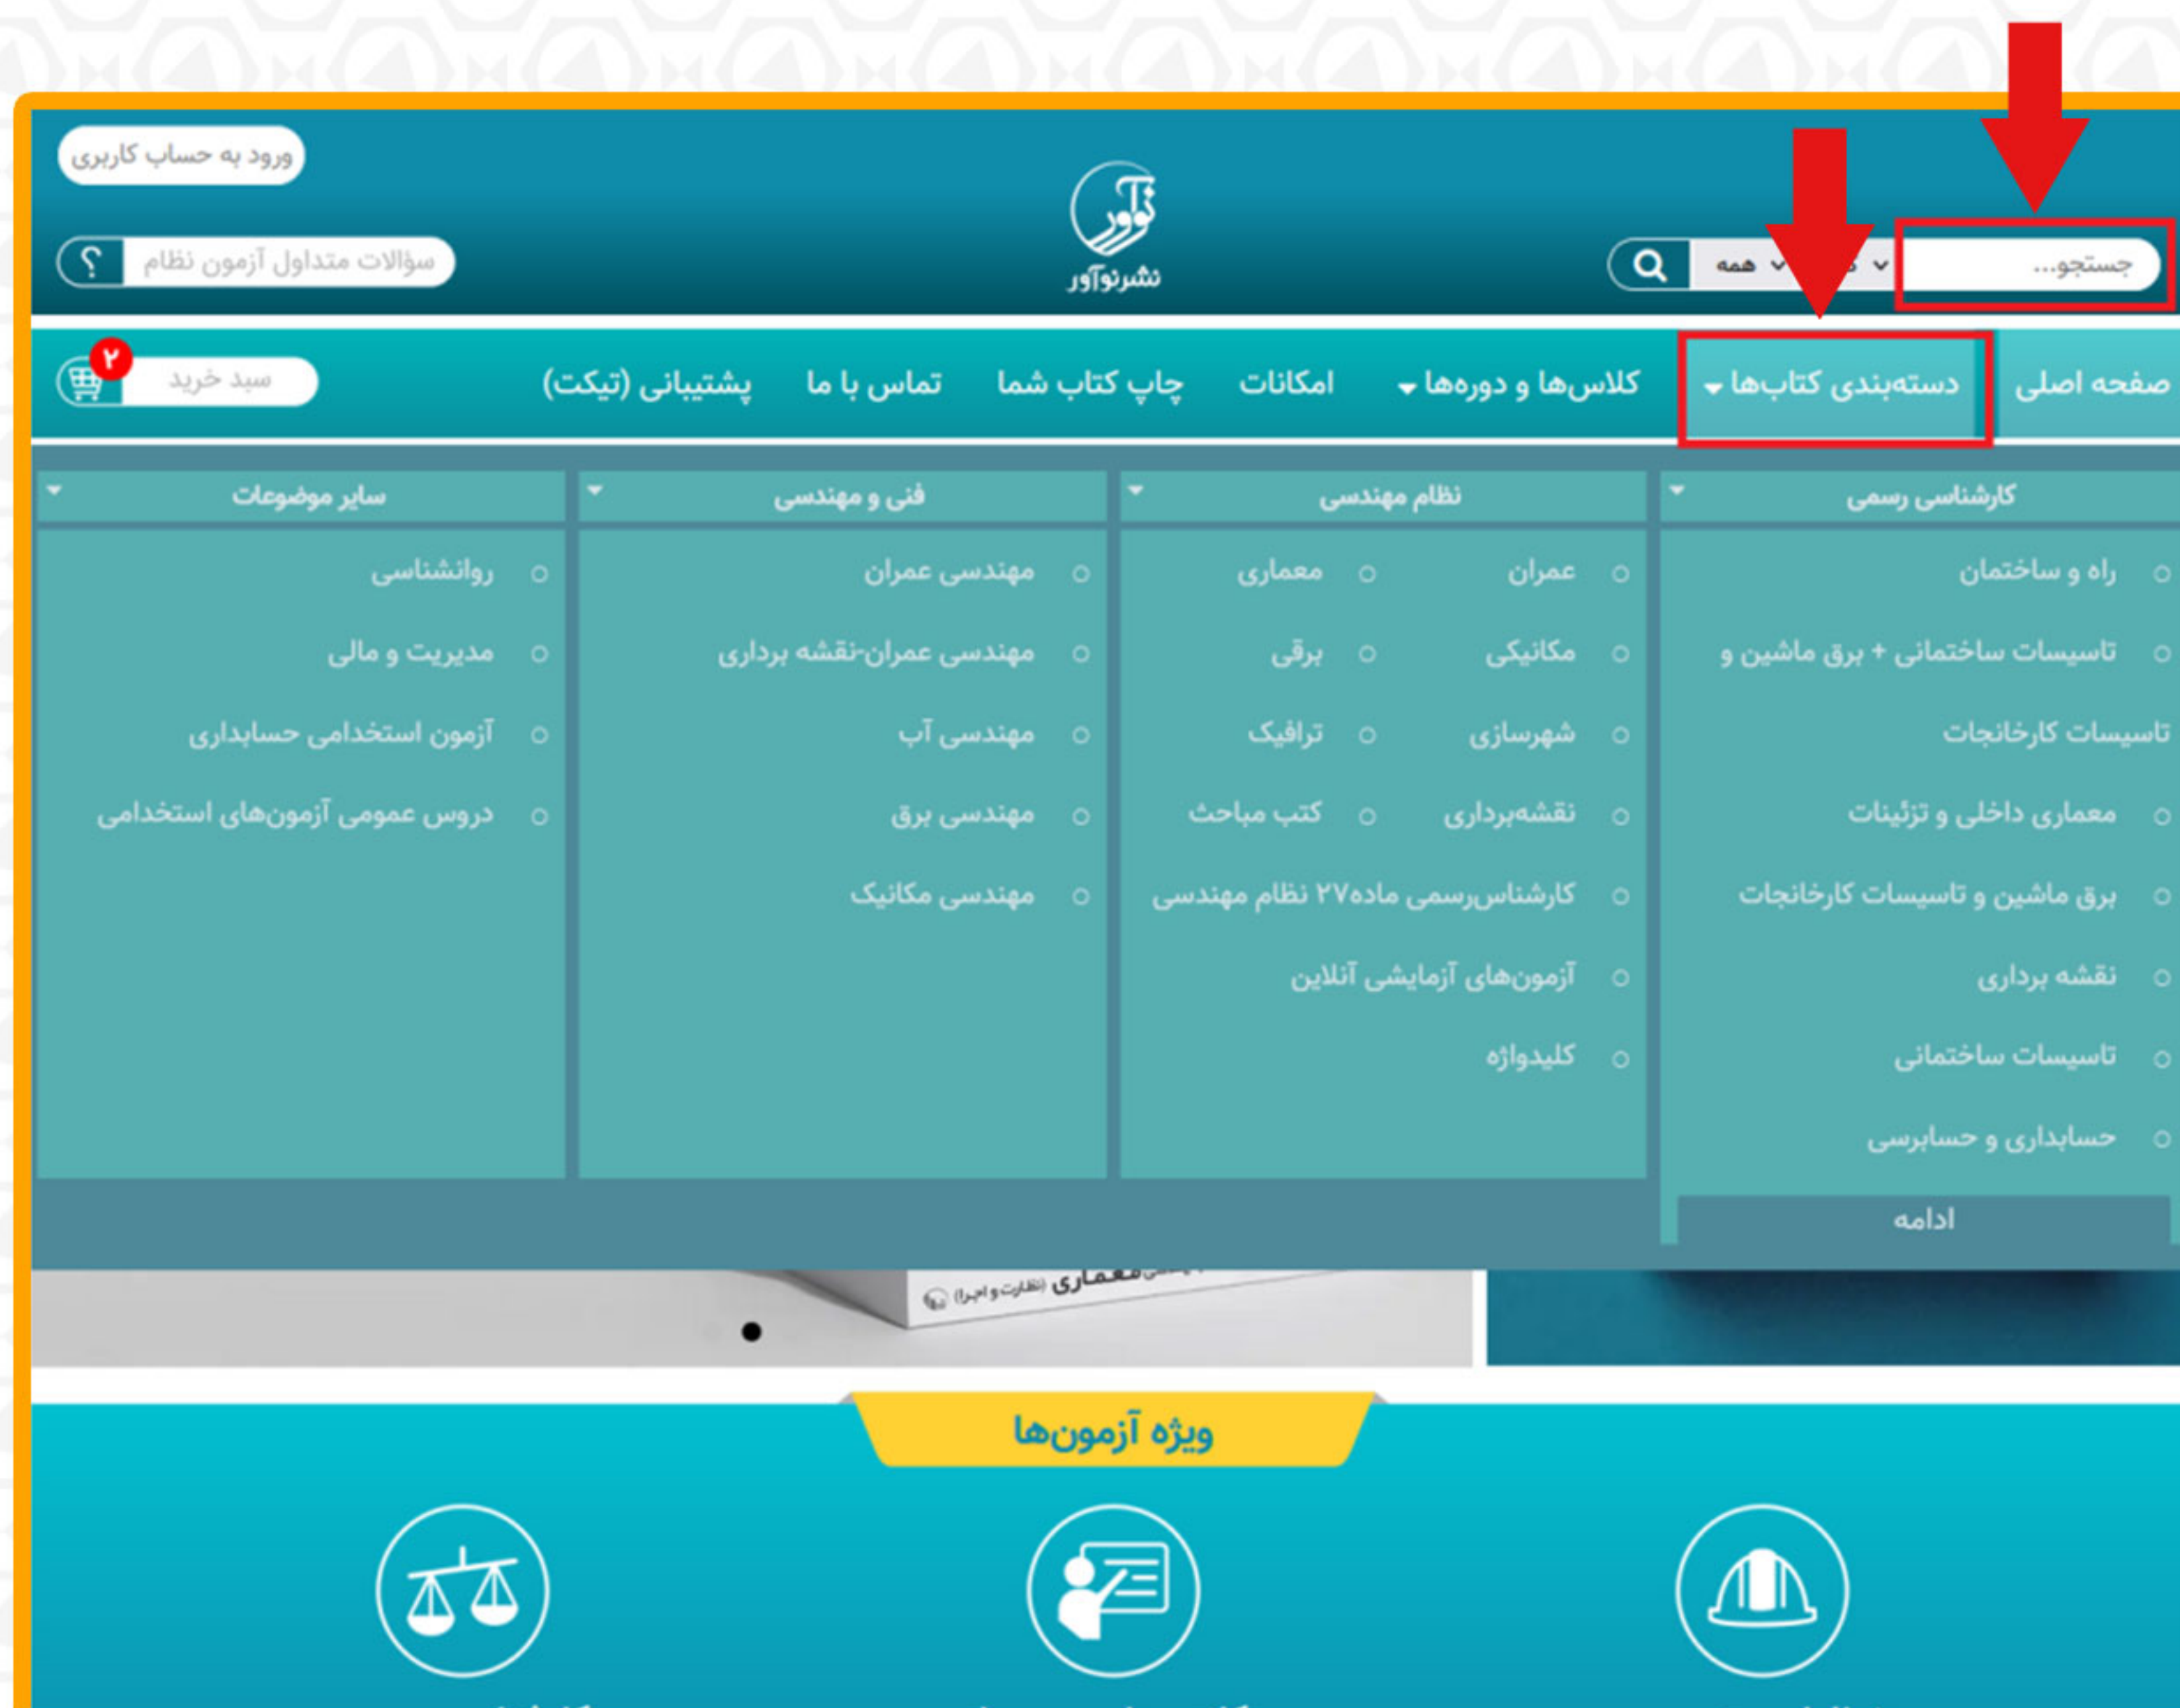 ورود به حساب کاربری
نشرنوآور
جستجو...
همه
سؤالات متداول آزمون نظام ؟
صفحه اصلی
دسته‌بندی کتاب‌ها
کلاس‌ها و دوره‌ها
امکانات
چاپ کتاب شما
تماس با ما
پشتیبانی (تیکت)
سبد خرید
۲
کارشناسی رسمی
راه و ساختمان
تاسیسات ساختمانی + برق ماشین و
تاسیسات کارخانجات
معماری داخلی و تزئینات
برق ماشین و تاسیسات کارخانجات
نقشه برداری
تاسیسات ساختمانی
حسابداری و حسابرسی
ادامه
نظام مهندسی
عمران
معماری
مکانیکی
برقی
شهرسازی
ترافیک
نقشه‌برداری
کتب مباحث
کارشناس‌رسمی ماده۲۷ نظام مهندسی
آزمون‌های آزمایشی آنلاین
کلیدواژه
فنی و مهندسی
مهندسی عمران
مهندسی عمران-نقشه برداری
مهندسی آب
مهندسی برق
مهندسی مکانیک
سایر موضوعات
روانشناسی
مدیریت و مالی
آزمون استخدامی حسابداری
دروس عمومی آزمون‌های استخدامی
معماری (نظارت و اجرا)
ویژه آزمون‌ها